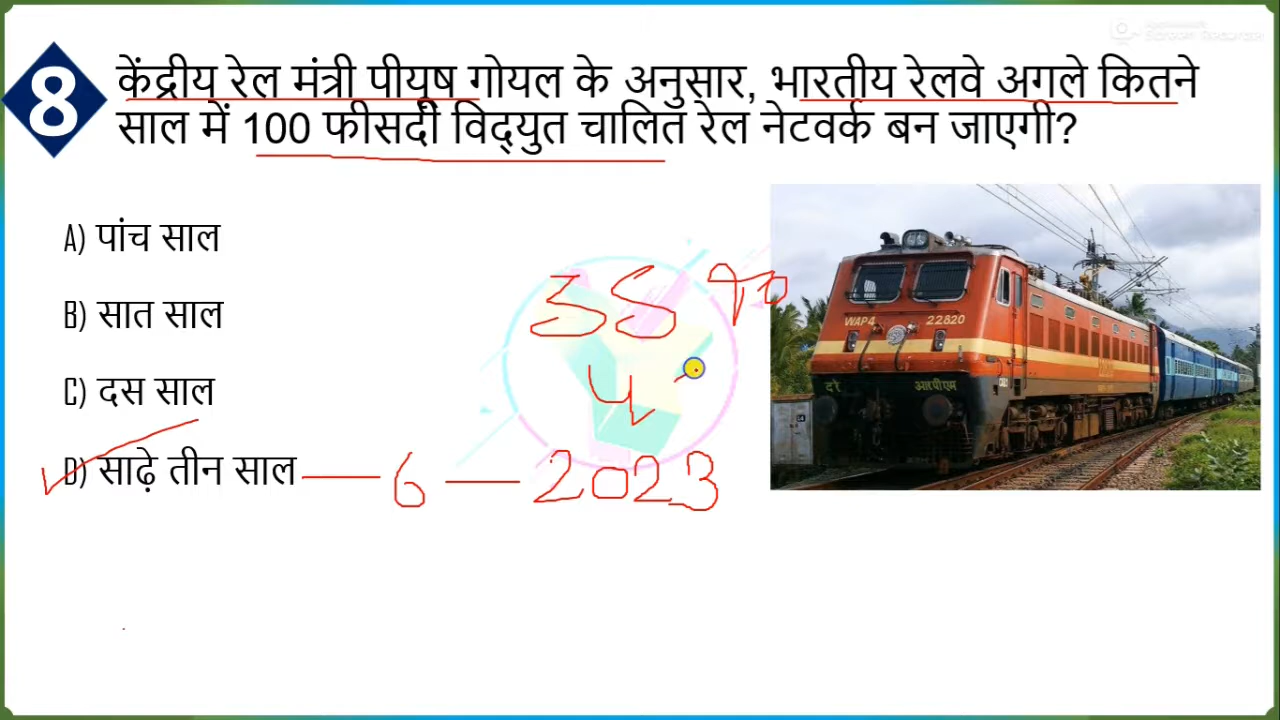 8
केंद्रीय रेल मंत्री पीयूष गोयल के अनुसार, भारतीय रेलवे अगले कितने
साल में 100 फीसदी विद्युत चालित रेल नेटवर्क बन जाएगी?
A) पांच साल
B) सात साल
C) दस साल
D) साढ़े तीन साल — 6 — 2023
WAP4 22820